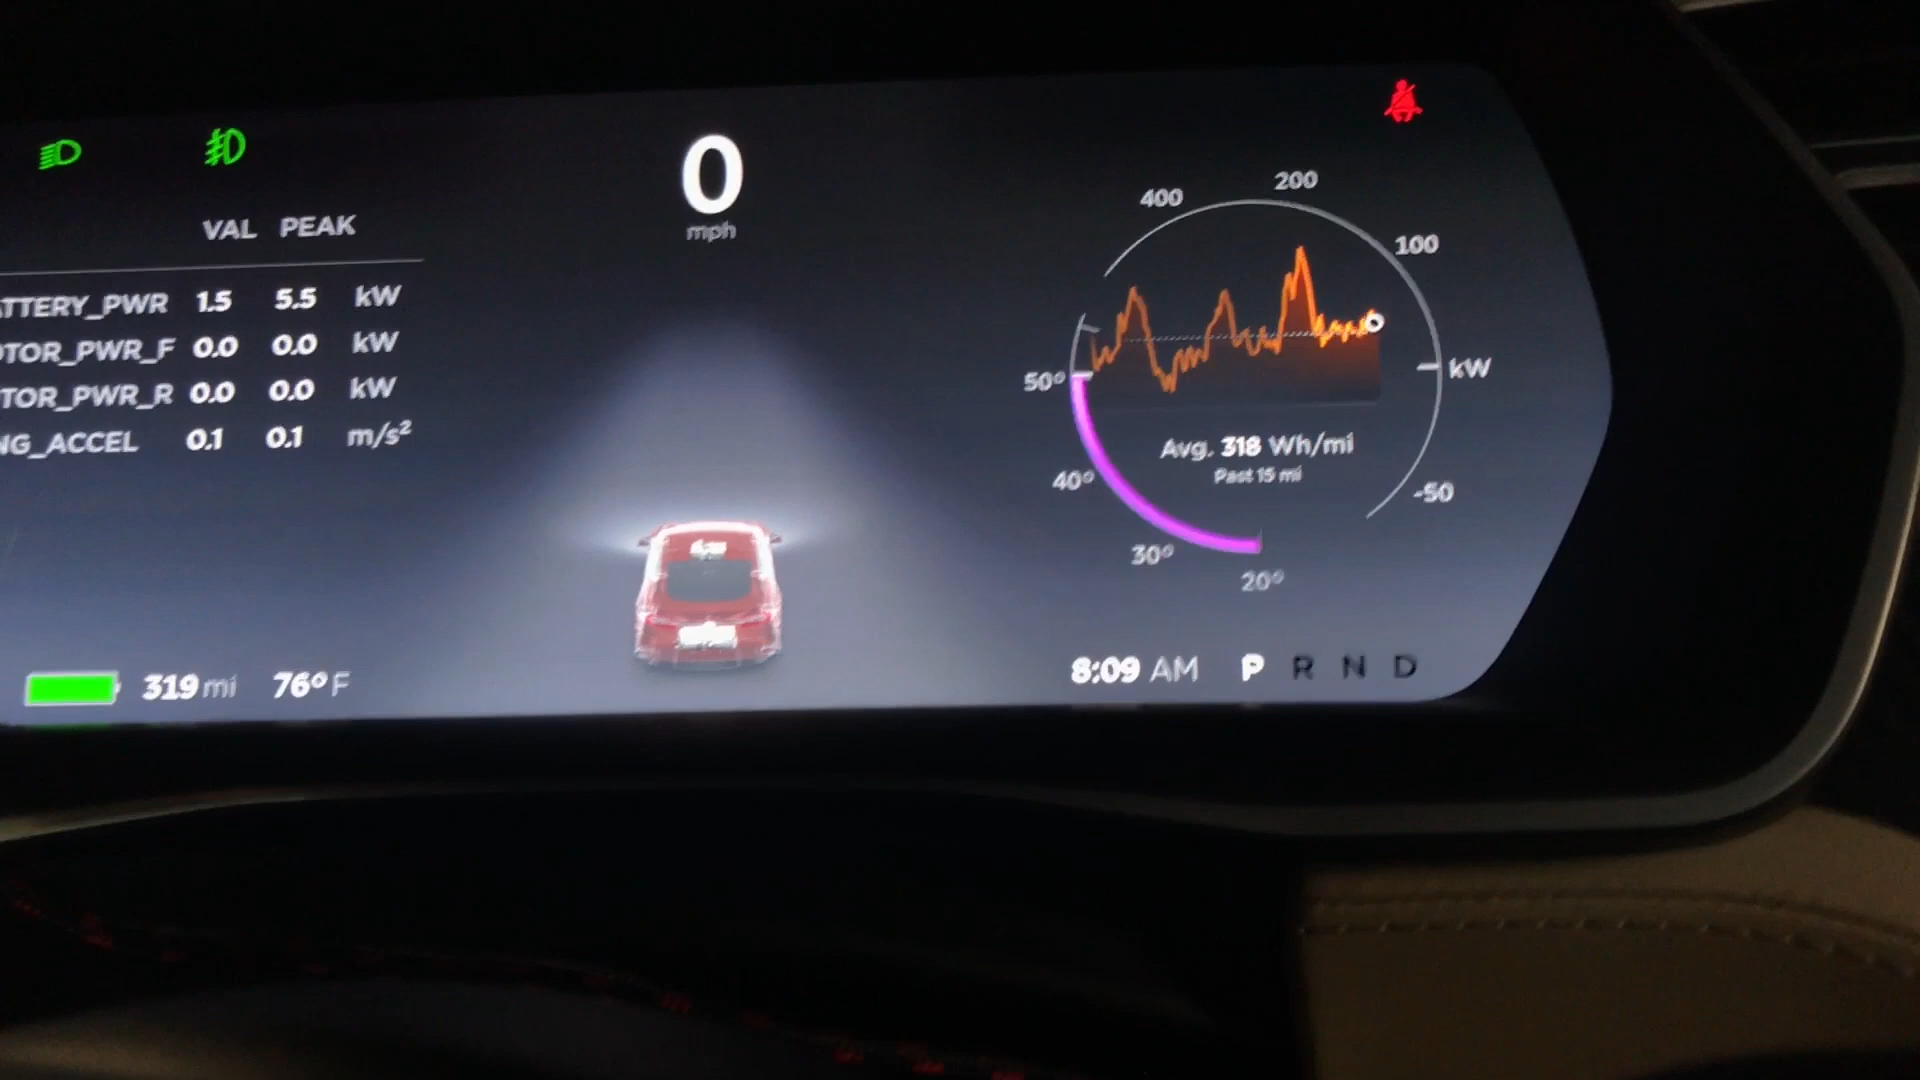 0
mph
VAL PEAK
TTERY_PWR 1.5 5.5 kW
TOR_PWR_F 0.0 0.0 kW
TOR_PWR_R 0.0 0.0 kW
NG_ACCEL 0.1 0.1 m/s²
400
200
100
kW
-50
50°
40°
30°
20°
Avg. 318 Wh/mi
Past 15 mi
319 mi 76°F
8:09 AM P R N D